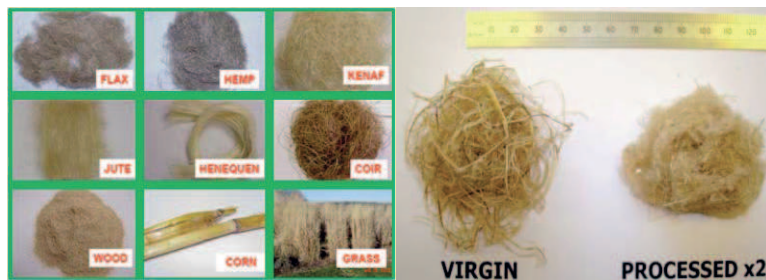 FLAX
HEMP
KENAF
JUTE
HENEQUEN
COIR
WOOD
CORN
GRASS
VIRGIN
PROCESSED x2